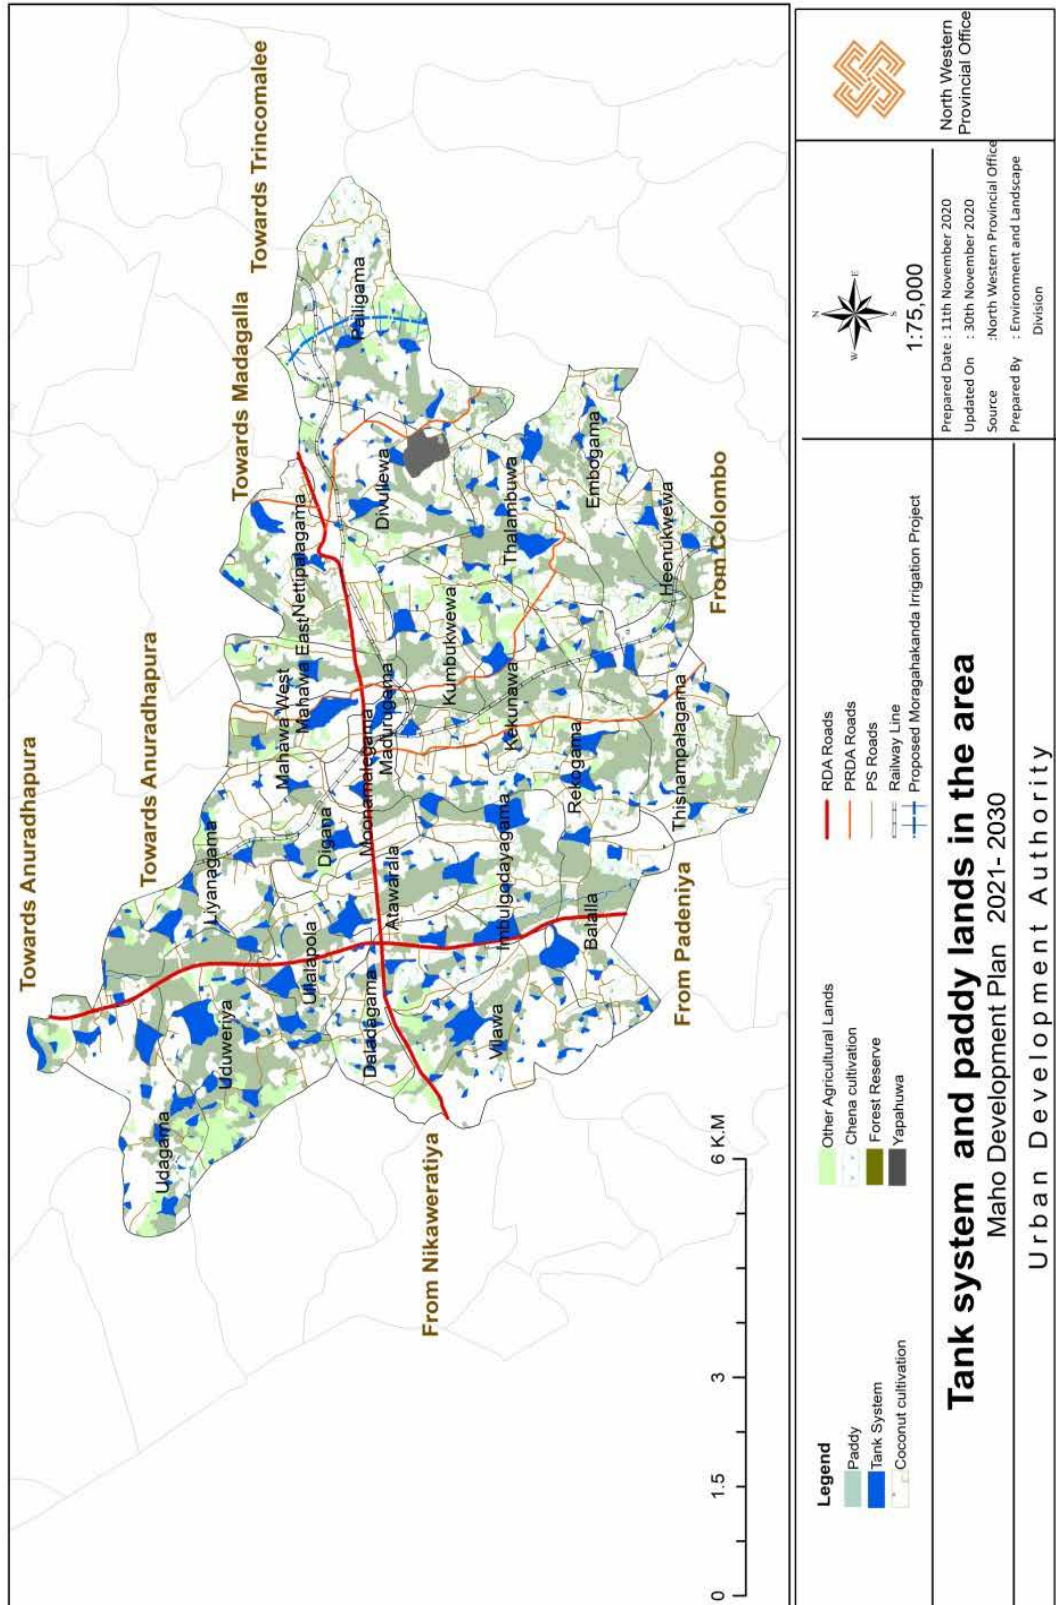 Towards Anuradhapura
Towards Anuradhapura
Towards Madagalla
Towards Trincomalee
Udagama
Uduweriya
Liyanagama
Ullalapola
Digana
Mahawa West
Mahawa East
Nettipalagama
Pailigama
Daladagama
Atawarala
Moonamalegama
Madurugama
Divullewa
Kumbukwewa
Vilawa
Imbulgodayagama
Kekunawa
Thalambuwa
Balalla
Rekogama
Embogama
Thisnampalagama
Heenukwewa
From Nikaweratiya
From Padeniya
From Colombo
0 1.5 3 6 K.M
Legend
Paddy
Tank System
Coconut cultivation
Other Agricultural Lands
Chena cultivation
Forest Reserve
Yapahuwa
RDA Roads
PRDA Roads
PS Roads
Railway Line
Proposed Moragahakanda Irrigation Project
Tank system and paddy lands in the area
Maho Development Plan 2021- 2030
Urban Development Authority
N
W
E
S
1:75,000
Prepared Date : 11th November 2020
Updated On : 30th November 2020
Source :North Western Provincial Office
Prepared By : Environment and Landscape
Division
North Western
Provincial Office